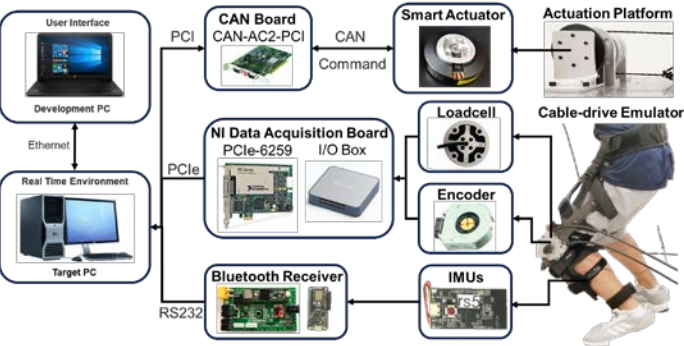 User Interface
Development PC
Ethernet
Real Time Environment
Target PC
PCI
CAN Board
CAN-AC2-PCI
CAN
Command
Smart Actuator
Actuation Platform
NI Data Acquisition Board
PCIe-6259
I/O Box
PCIe
Loadcell
Encoder
Cable-drive Emulator
Bluetooth Receiver
RS232
IMUs
rs5